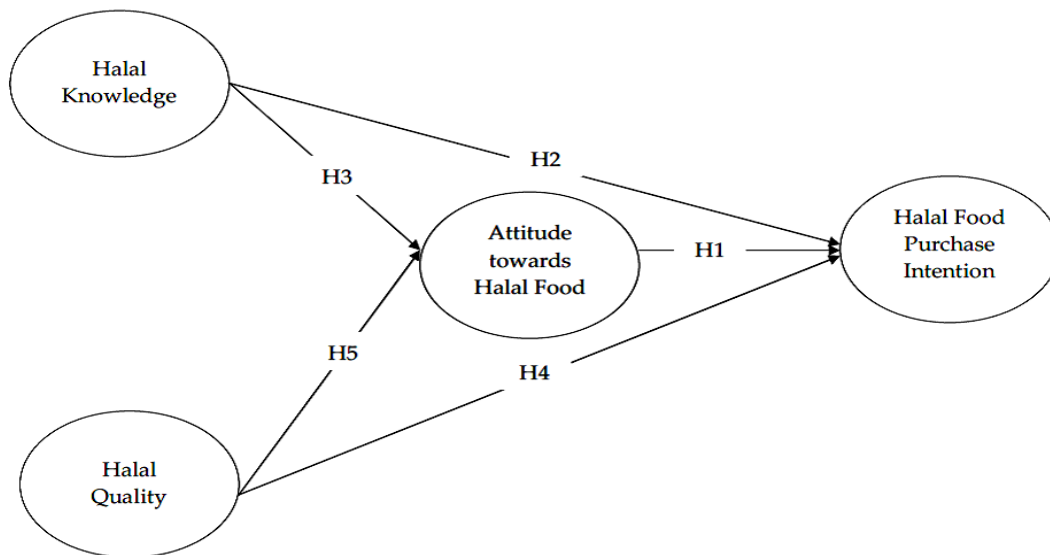 Halal
Knowledge
H2
H3
Attitude
towards
Halal Food
H1
Halal Food
Purchase
Intention
H5
H4
Halal
Quality